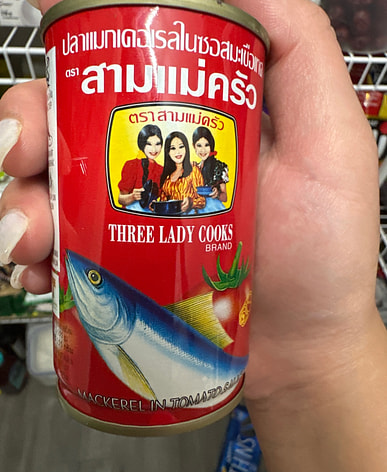 ปลาแมกเคอเรลในซอสมะเขือเทศ
ตรา สามแม่ครัว
ตราสามแม่ครัว
THREE LADY COOKS
BRAND
MACKEREL IN TOMATO